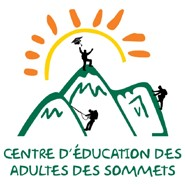 CENTRE D'ÉDUCATION DES
ADULTES DES SOMMETS